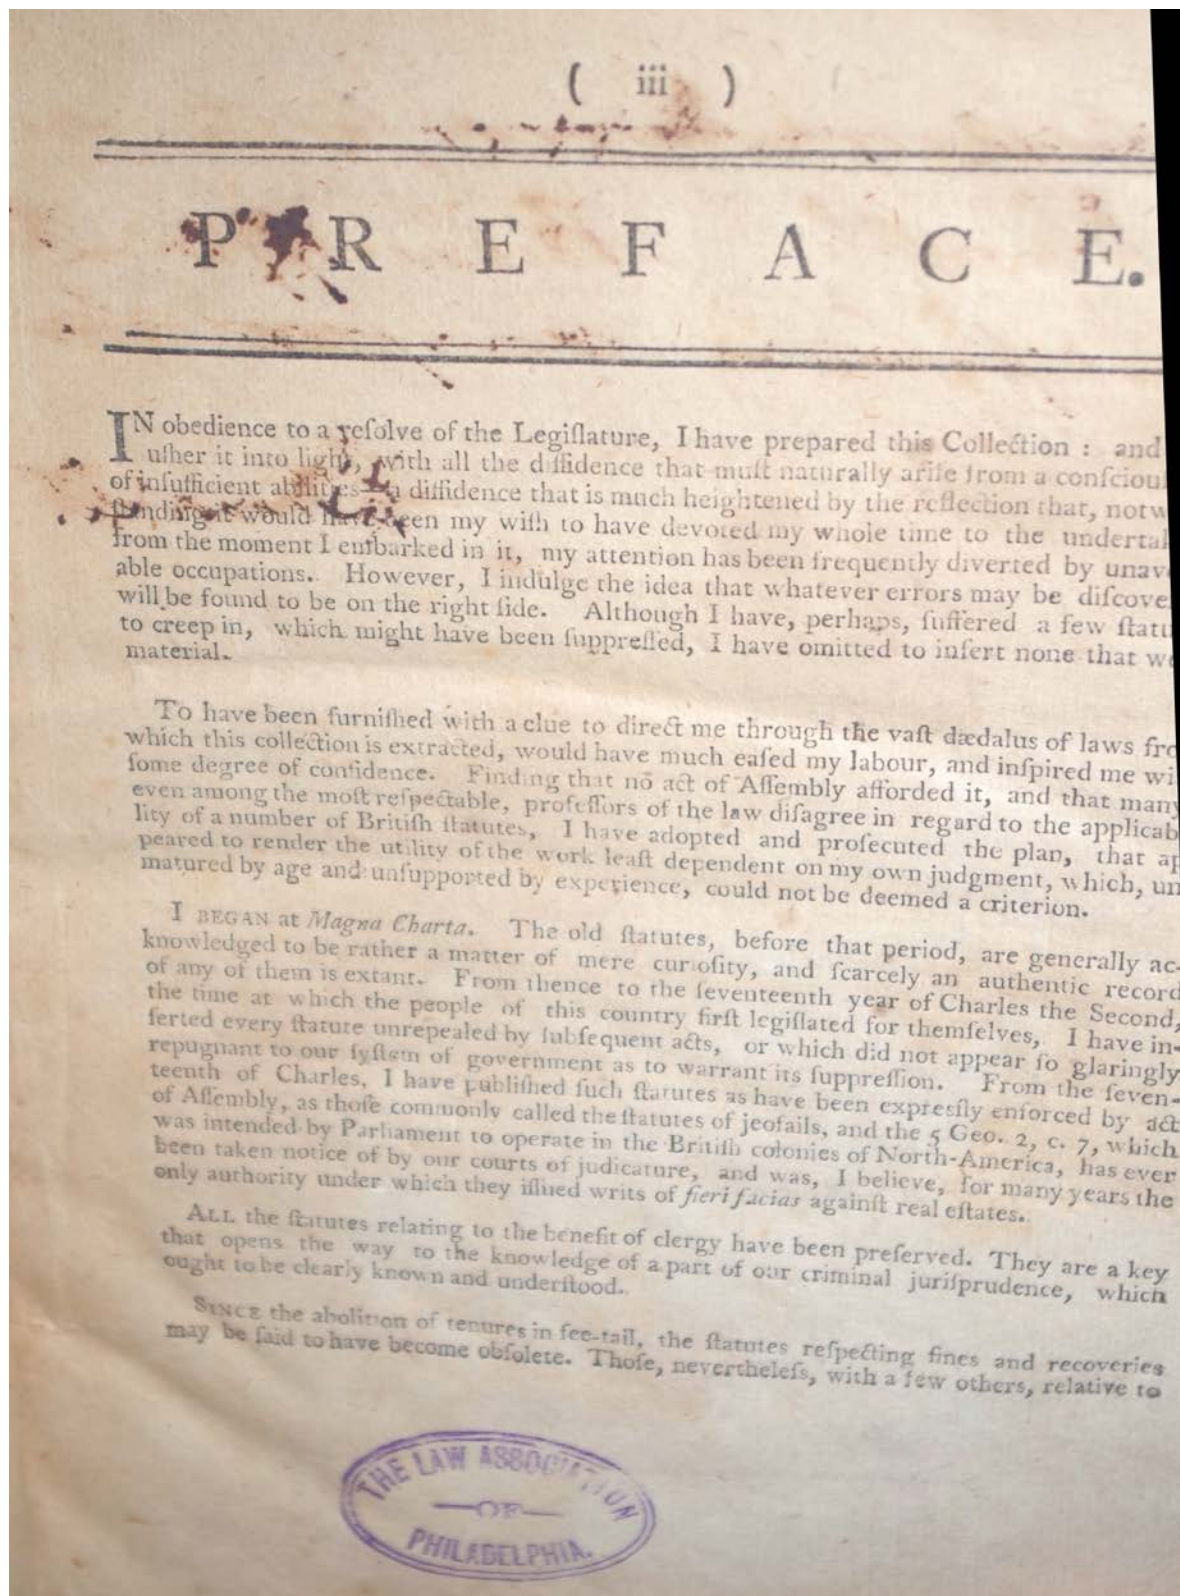 ( iii )
PREFACE.
IN obedience to a reſolve of the Legiſlature, I have prepared this Collection : and
uſher it into light, with all the diffidence that muſt naturally ariſe from a conſciouſ
of inſufficient abilities—a diffidence that is much heightened by the reflection that, notw
ſtanding it would have been my wiſh to have devoted my whole time to the undertak
from the moment I embarked in it, my attention has been frequently diverted by unav
able occupations. However, I indulge the idea that whatever errors may be diſcove
will be found to be on the right ſide. Although I have, perhaps, ſuffered a few ſtatu
to creep in, which might have been ſuppreſſed, I have omitted to inſert none that we
material.
To have been furniſhed with a clue to direct me through the vaſt dædalus of laws fro
which this collection is extracted, would have much eaſed my labour, and inſpired me wi
ſome degree of confidence. Finding that no act of Aſſembly afforded it, and that many
even among the moſt reſpectable, profeſſors of the law diſagree in regard to the applicab
lity of a number of Britiſh ſtatutes, I have adopted and proſecuted the plan, that ap
peared to render the utility of the work leaſt dependent on my own judgment, which, un
matured by age and unſupported by experience, could not be deemed a criterion.
I BEGAN at Magna Charta. The old ſtatutes, before that period, are generally ac-
knowledged to be rather a matter of mere curioſity, and ſcarcely an authentic record
of any of them is extant. From thence to the ſeventeenth year of Charles the Second,
the time at which the people of this country firſt legiſlated for themſelves, I have in-
ſerted every ſtatute unrepealed by ſubſequent acts, or which did not appear ſo glaringly
repugnant to our ſyſtem of government as to warrant its ſuppreſſion. From the ſeven-
teenth of Charles, I have publiſhed ſuch ſtatutes as have been expreſſly enforced by act
of Aſſembly, as thoſe commonly called the ſtatutes of jeofails, and the 5 Geo. 2, c. 7, which
was intended by Parliament to operate in the Britiſh colonies of North-America, has ever
been taken notice of by our courts of judicature, and was, I believe, for many years the
only authority under which they iſſued writs of fieri facias againſt real eſtates.
ALL the ſtatutes relating to the benefit of clergy have been preſerved. They are a key
that opens the way to the knowledge of a part of our criminal juriſprudence, which
ought to be clearly known and underſtood.
SINCE the abolition of tenures in fee-tail, the ſtatutes reſpecting fines and recoveries
may be ſaid to have become obſolete. Thoſe, nevertheleſs, with a few others, relative to
THE LAW ASSOCIATION
OF
PHILADELPHIA.